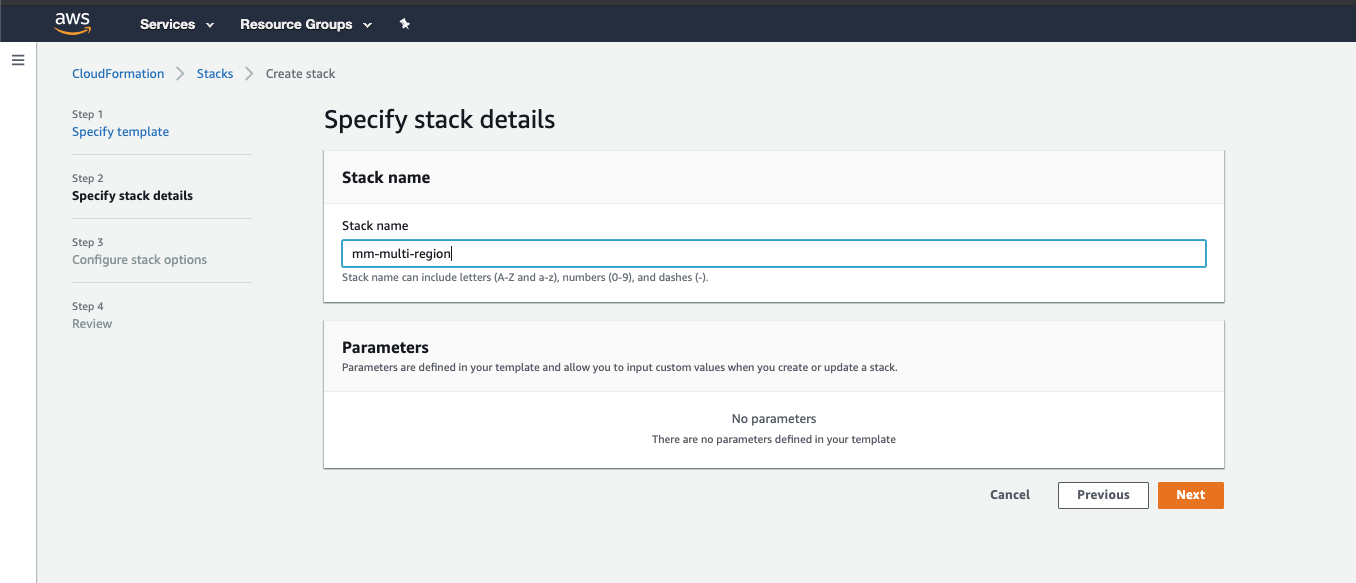 aws Services Resource Groups
CloudFormation Stacks Create stack
Step 1
Specify template
Step 2
Specify stack details
Step 3
Configure stack options
Step 4
Review
Specify stack details
Stack name
Stack name
mm-multi-region
Stack name can include letters (A-Z and a-z), numbers (0-9), and dashes (-).
Parameters
Parameters are defined in your template and allow you to input custom values when you create or update a stack.
No parameters
There are no parameters defined in your template
Cancel Previous Next